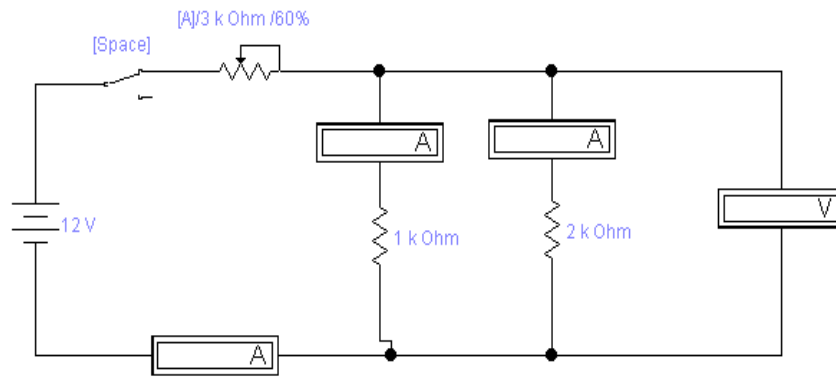 [A]/3 k Ohm /60%
[Space]
A
A
12 V
1 k Ohm
2 k Ohm
V
A